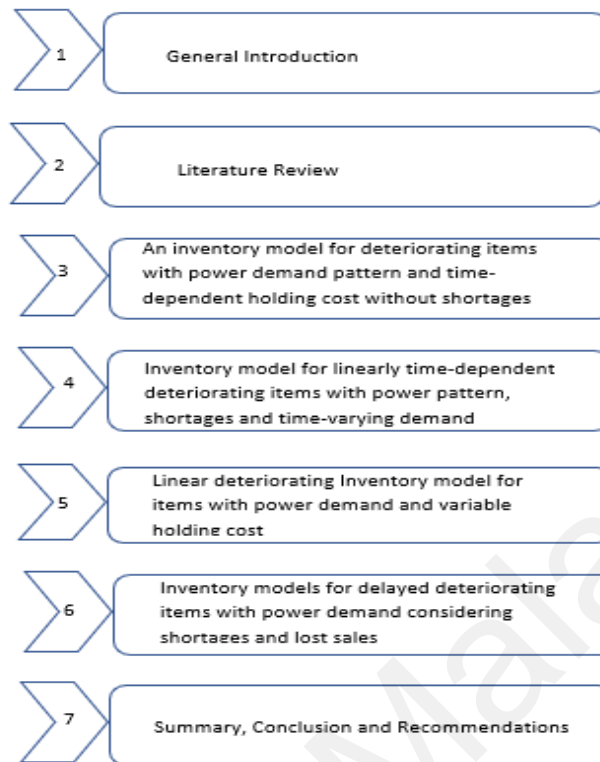 1
General Introduction
2
Literature Review
3
An inventory model for deteriorating items
with power demand pattern and time-
dependent holding cost without shortages
4
Inventory model for linearly time-dependent
deteriorating items with power pattern,
shortages and time-varying demand
5
Linear deteriorating Inventory model for
items with power demand and variable
holding cost
6
Inventory models for delayed deteriorating
items with power demand considering
shortages and lost sales
7
Summary, Conclusion and Recommendations
Mala